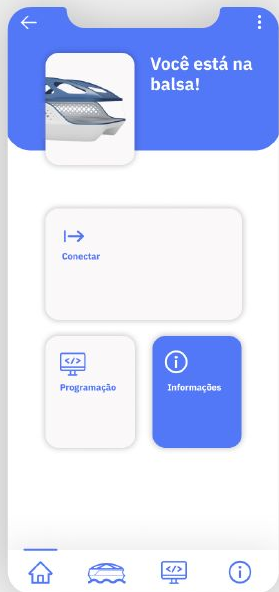 Você está na
balsa!
Conectar
Programação
Informações